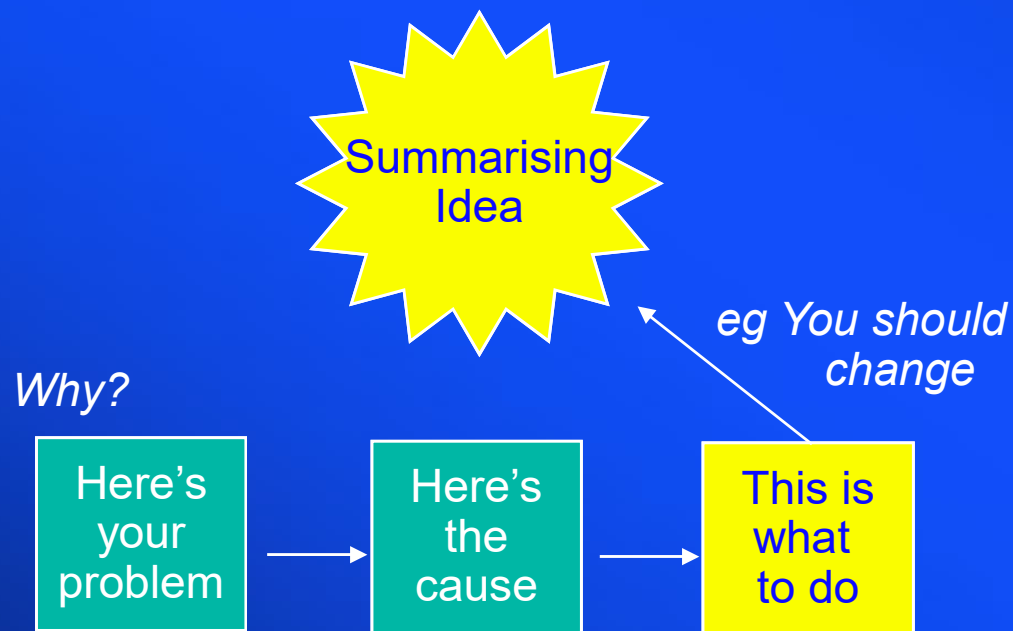 Summarising
Idea
eg You should
change
Why?
Here’s
your
problem
Here’s
the
cause
This is
what
to do